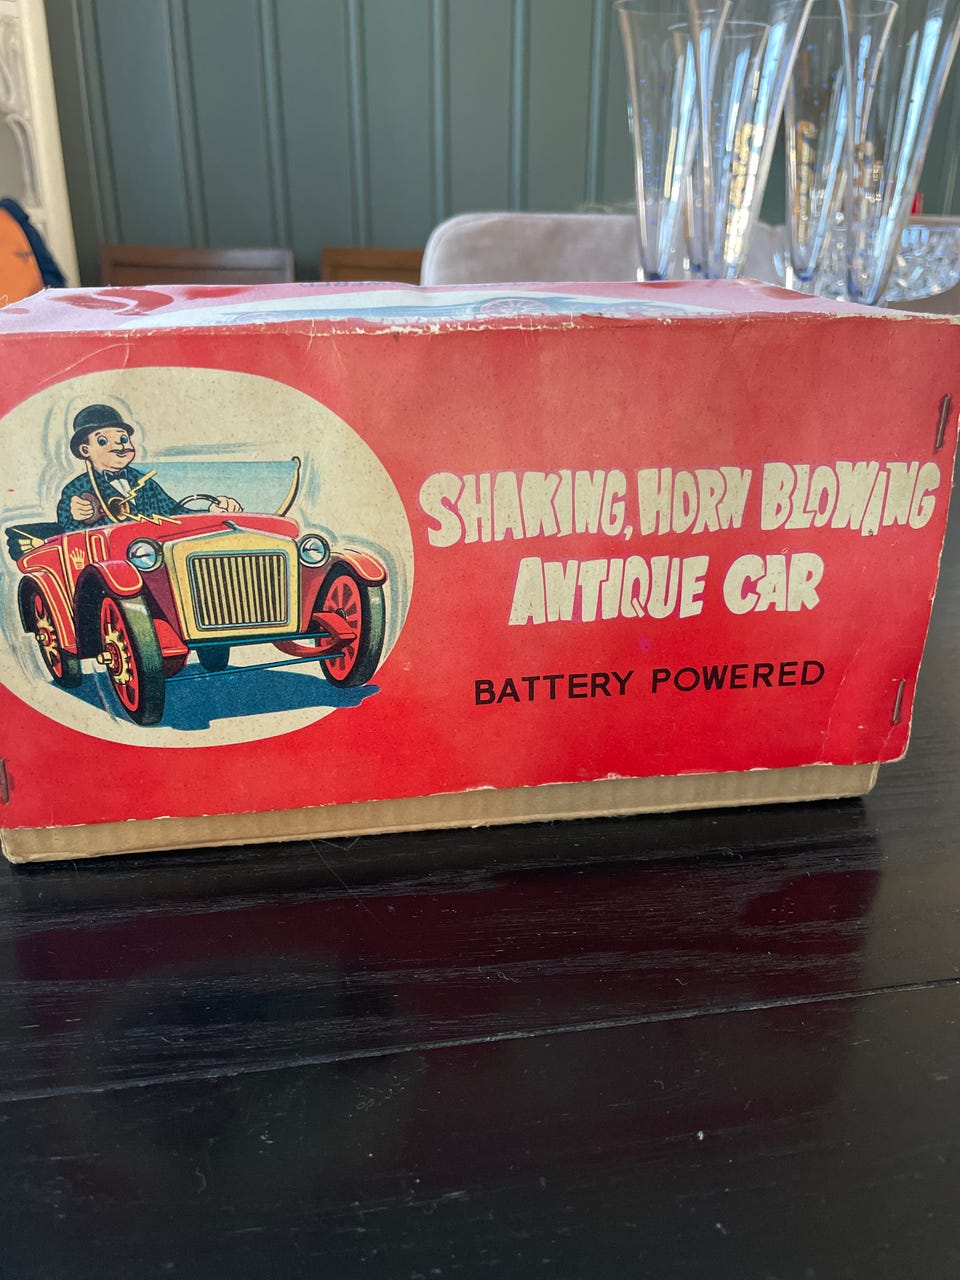 SHAKING, HORN BLOWING
ANTIQUE CAR
BATTERY POWERED